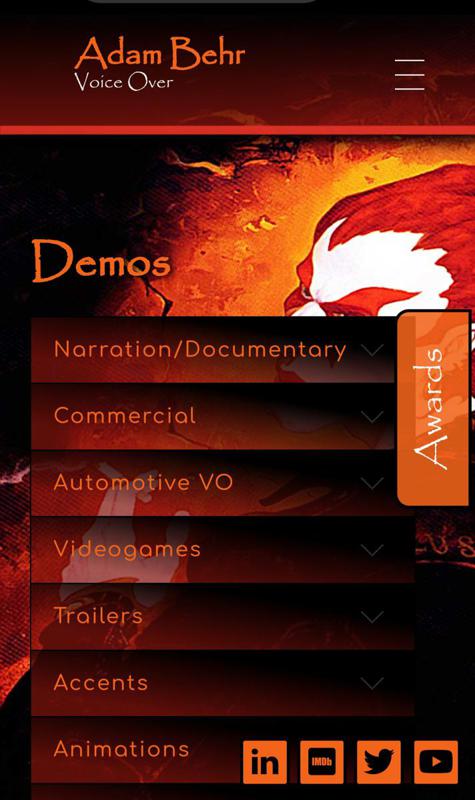 Adam Behr
Voice Over
Demos
Narration/Documentary
Commercial
Awards
Automotive VO
Videogames
Trailers
Accents
Animations
in
IMDb